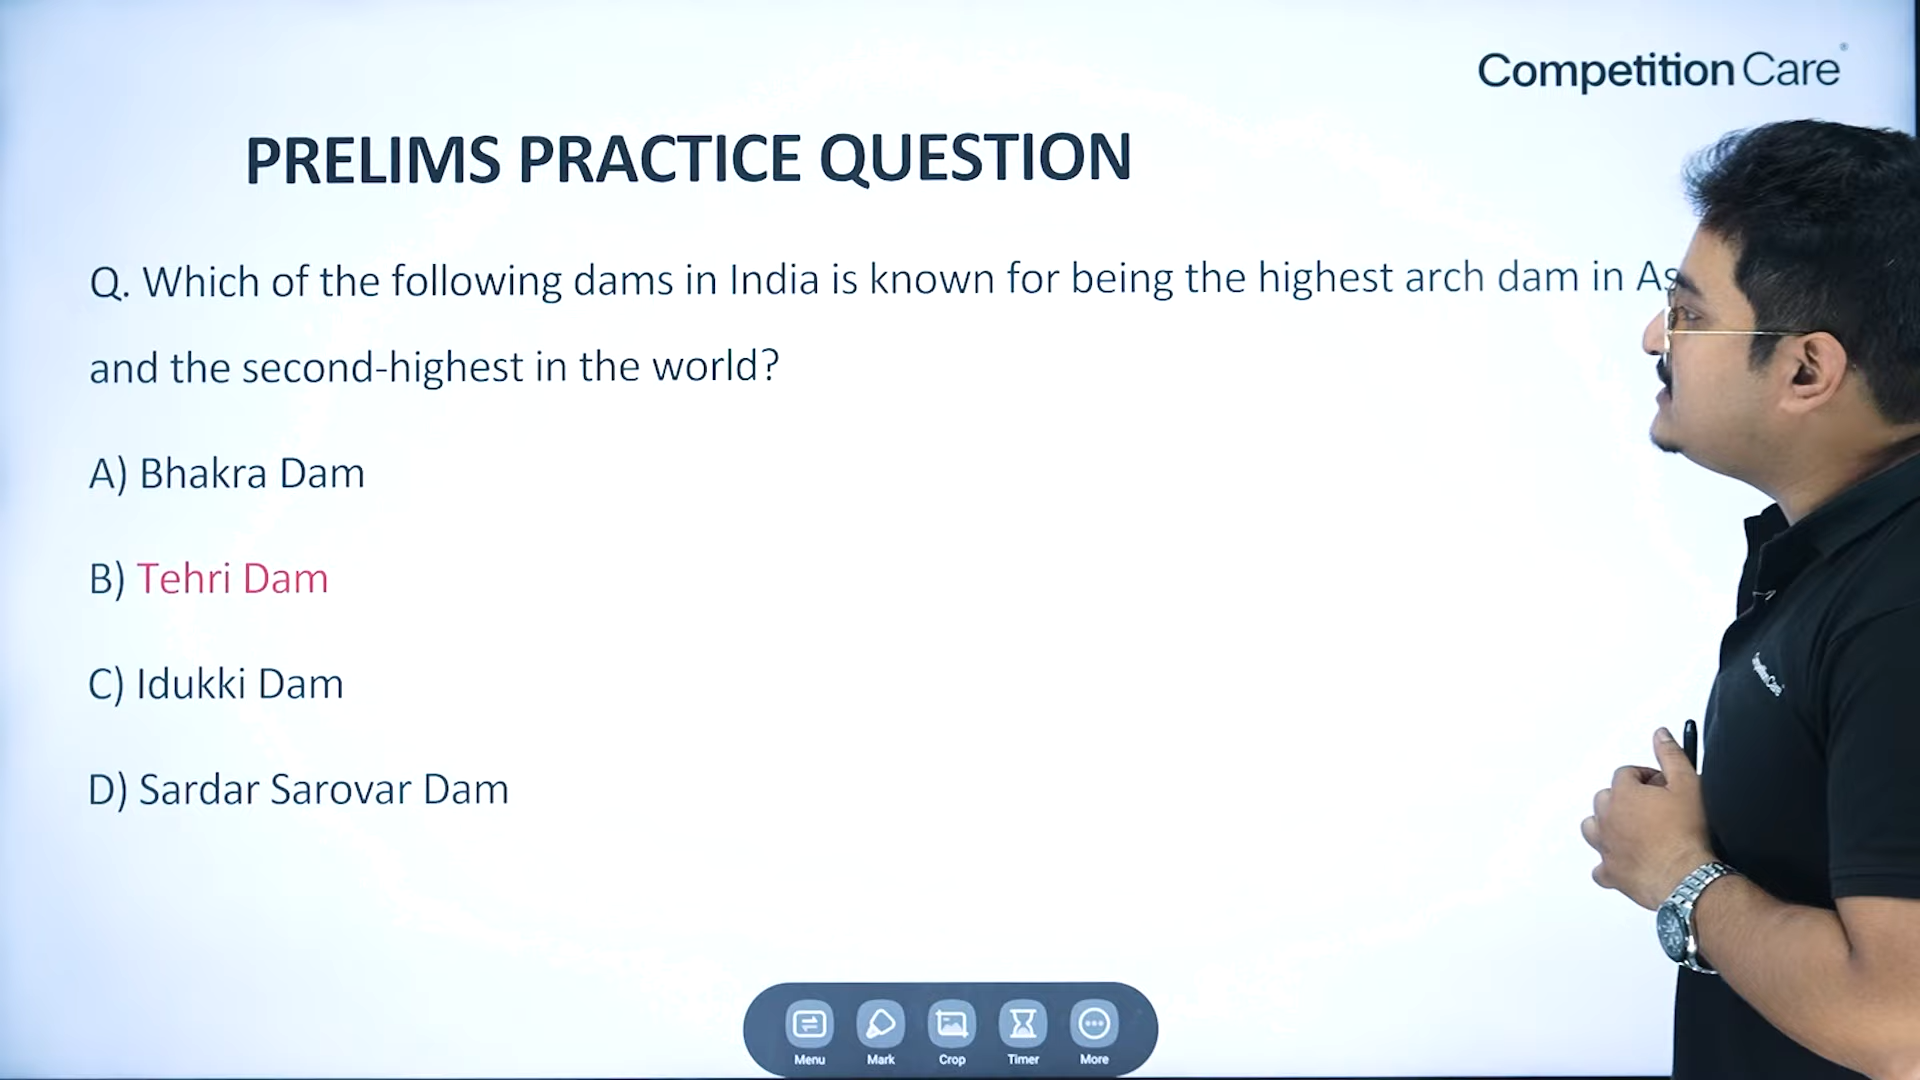 Competition Care
PRELIMS PRACTICE QUESTION
Q. Which of the following dams in India is known for being the highest arch dam in As
and the second-highest in the world?
A) Bhakra Dam
B) Tehri Dam
C) Idukki Dam
D) Sardar Sarovar Dam
Competition Care
Menu Mark Crop Timer More